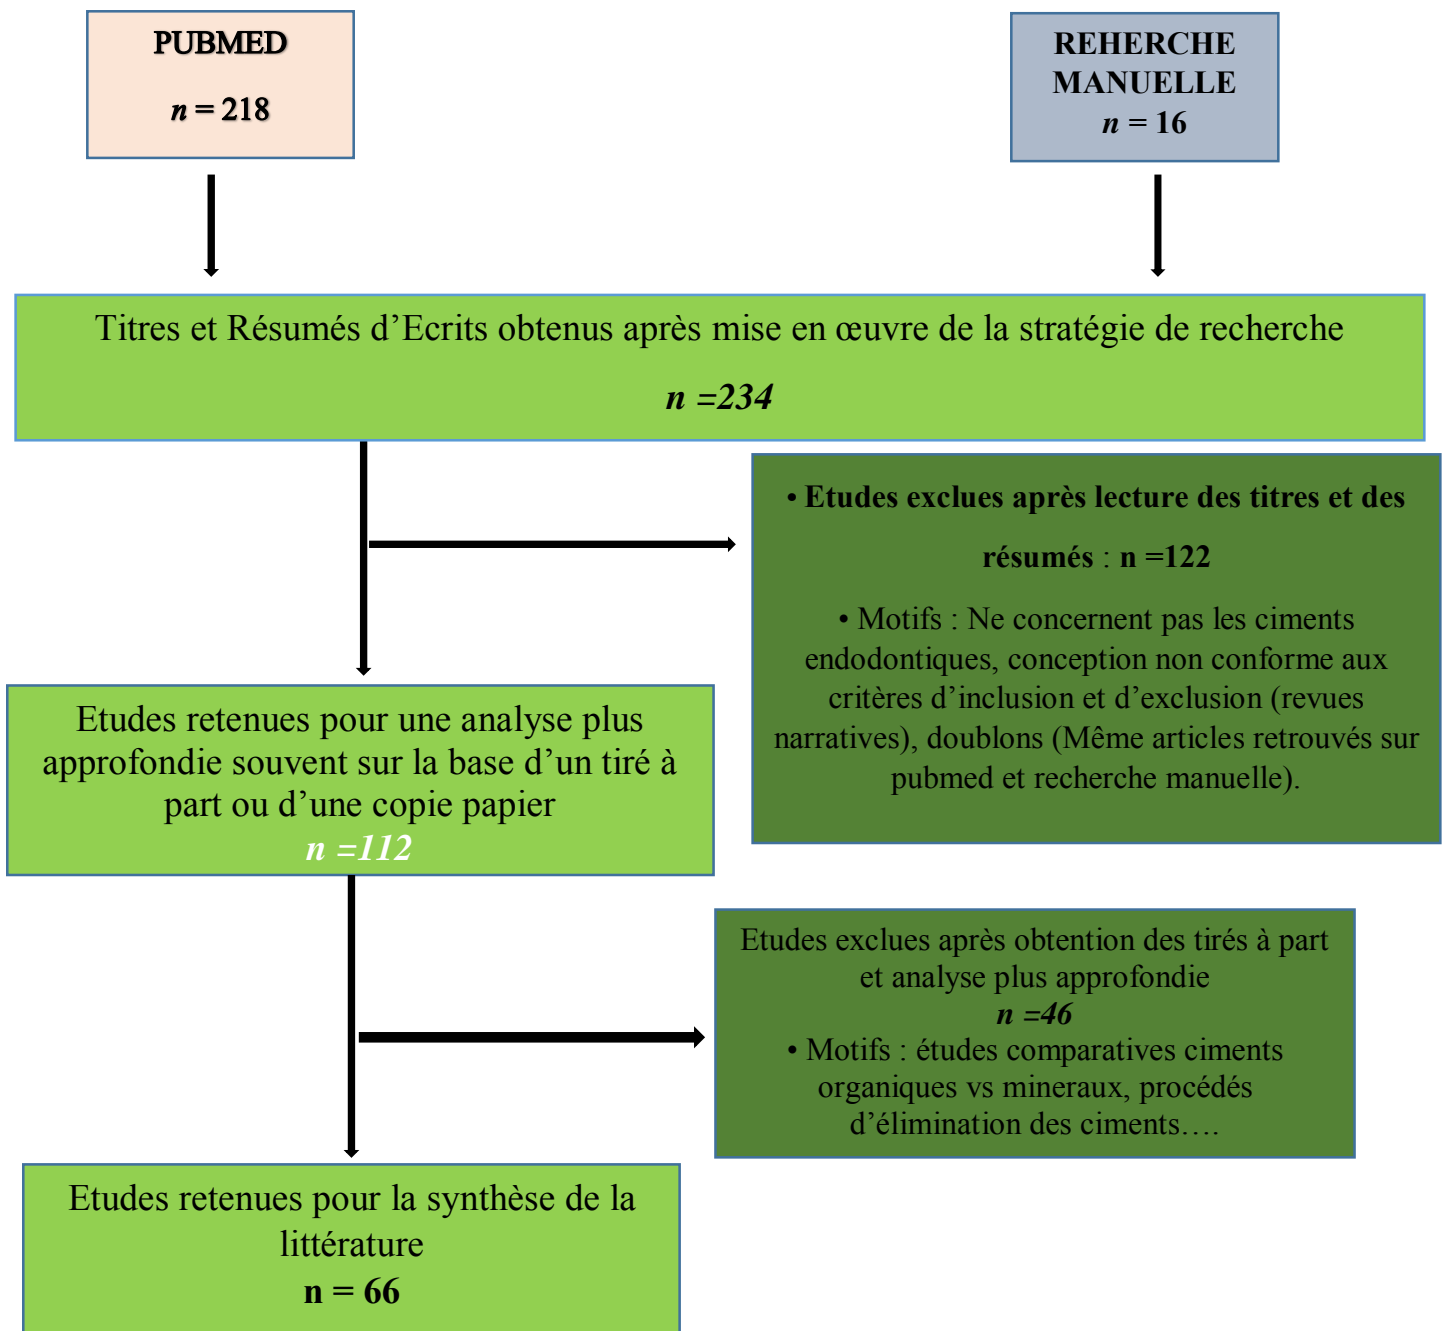 PUBMED
n = 218
REHERCHE
MANUELLE
n = 16
Titres et Résumés d’Ecrits obtenus après mise en œuvre de la stratégie de recherche
n =234
• Etudes exclues après lecture des titres et des
résumés : n =122
• Motifs : Ne concernent pas les ciments
endodontiques, conception non conforme aux
critères d’inclusion et d’exclusion (revues
narratives), doublons (Même articles retrouvés sur
pubmed et recherche manuelle).
Etudes retenues pour une analyse plus
approfondie souvent sur la base d’un tiré à
part ou d’une copie papier
n =112
Etudes exclues après obtention des tirés à part
et analyse plus approfondie
n =46
• Motifs : études comparatives ciments
organiques vs mineraux, procédés
d’élimination des ciments….
Etudes retenues pour la synthèse de la
littérature
n = 66